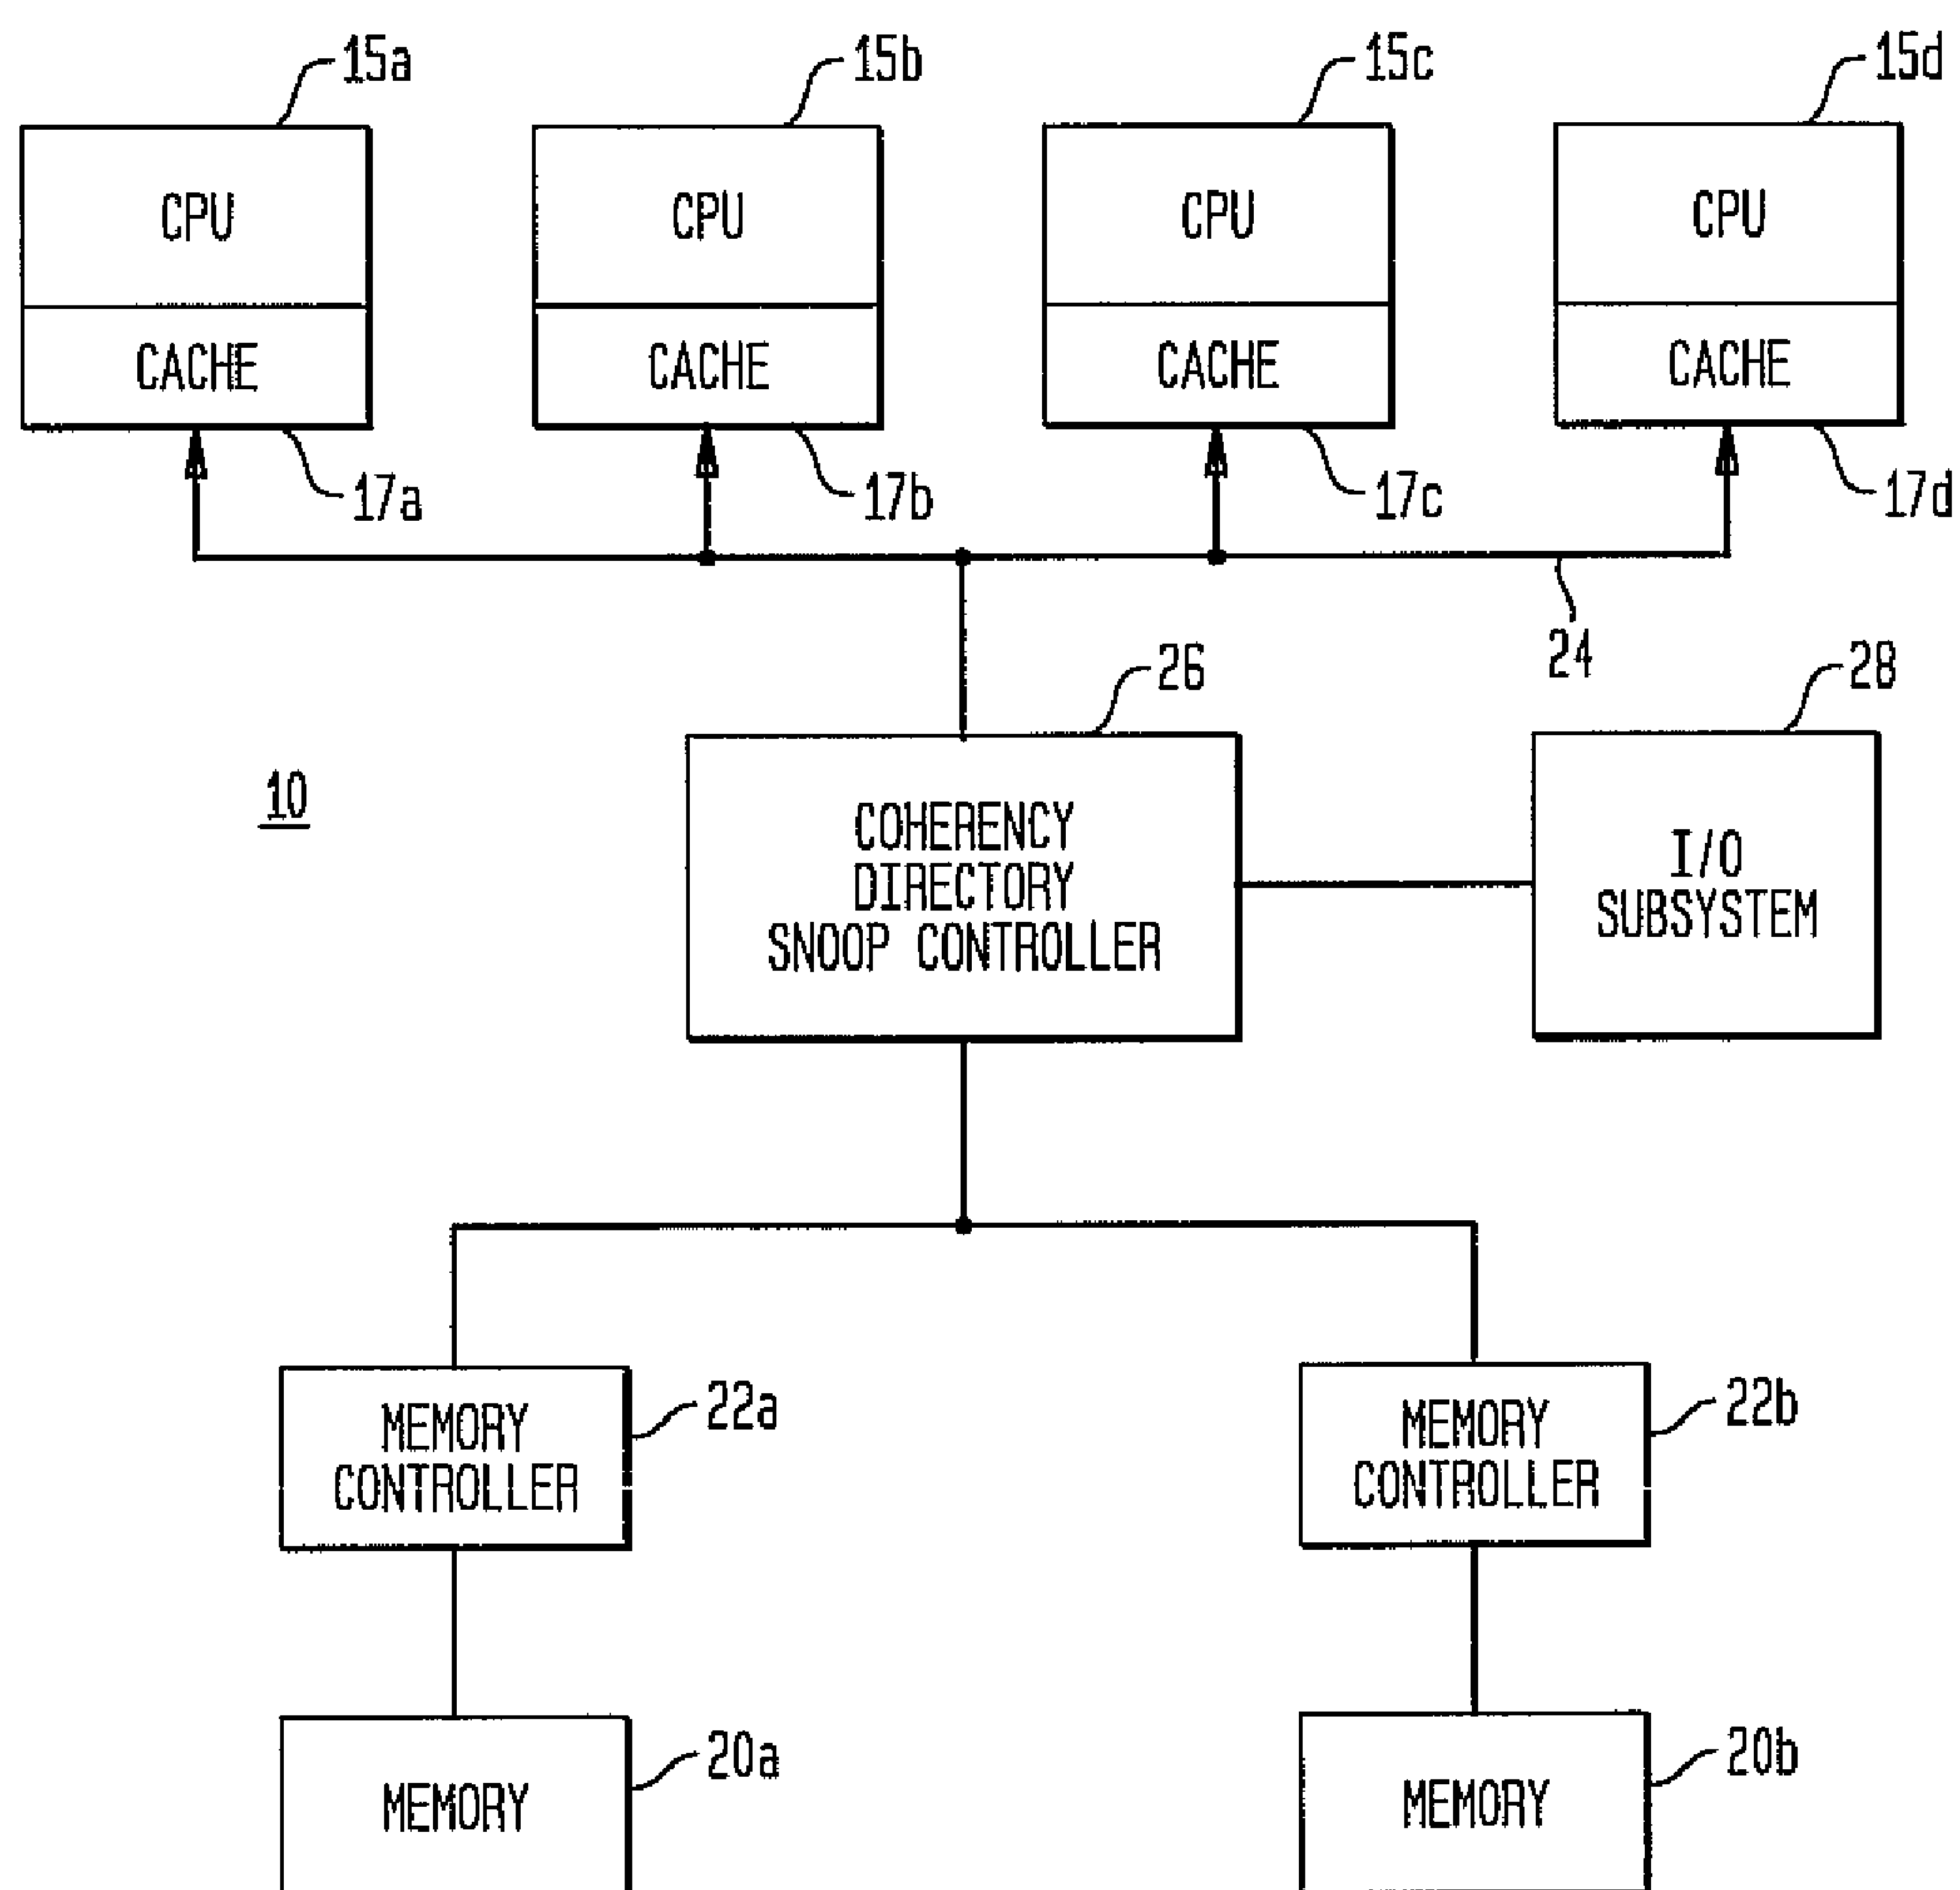 15a
15b
15c
15d
CPU
CPU
CPU
CPU
CACHE
CACHE
CACHE
CACHE
17a
17b
17c
17d
24
26
28
10
COHERENCY
DIRECTORY
SNOOP CONTROLLER
I/O
SUBSYSTEM
MEMORY
CONTROLLER
22a
MEMORY
CONTROLLER
22b
MEMORY
20a
MEMORY
20b